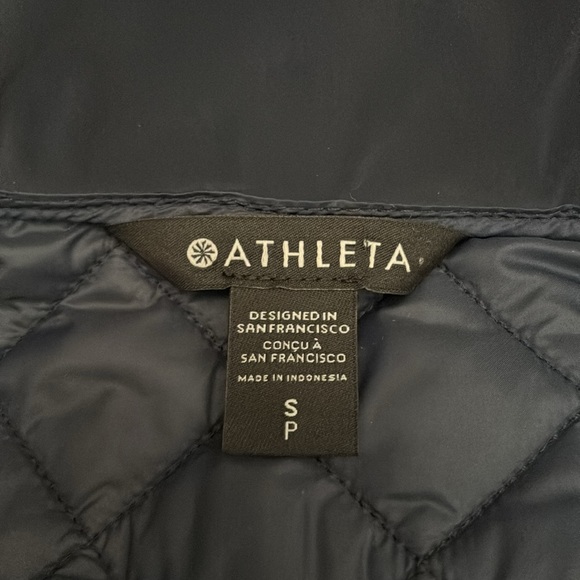 ATHLETA
DESIGNED IN
SAN FRANCISCO
CONÇU À
SAN FRANCISCO
MADE IN INDONESIA
S
P